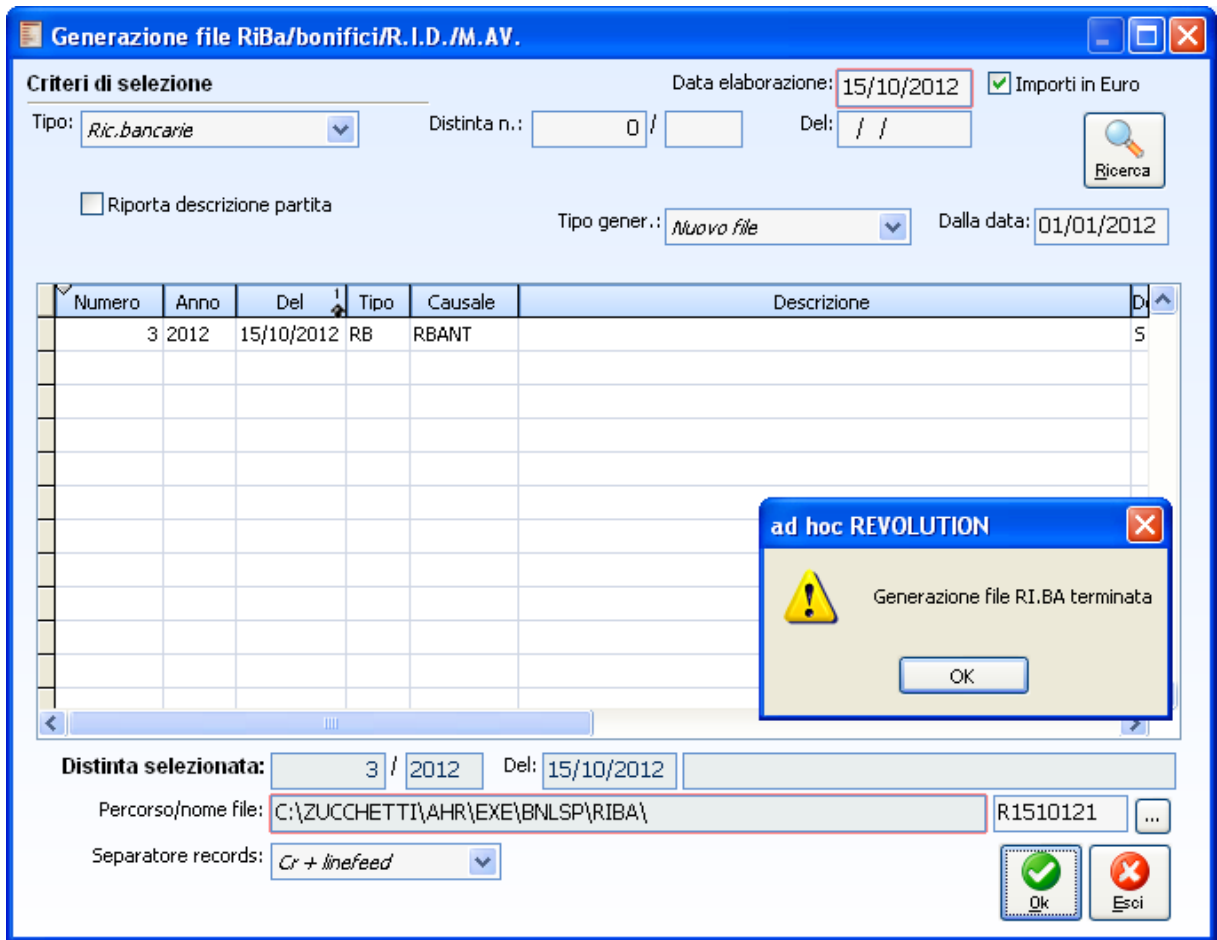 Generazione file RiBa/bonifici/R.I.D./M.AV.
Criteri di selezione Data elaborazione: 15/10/2012 Importi in Euro
Tipo: Ric.bancarie Distinta n.: 0 / Del: / /
Ricerca
Riporta descrizione partita
Tipo gener.: Nuovo file Dalla data: 01/01/2012
Numero Anno Del 1 Tipo Causale Descrizione
3 2012 15/10/2012 RB RBANT S
ad hoc REVOLUTION
Generazione file RI.BA terminata
OK
Distinta selezionata: 3 / 2012 Del: 15/10/2012
Percorso/nome file: C:\ZUCCHETTI\AHR\EXE\BNLSP\RIBA\ R1510121 ...
Separatore records: Cr + linefeed
Ok Esci